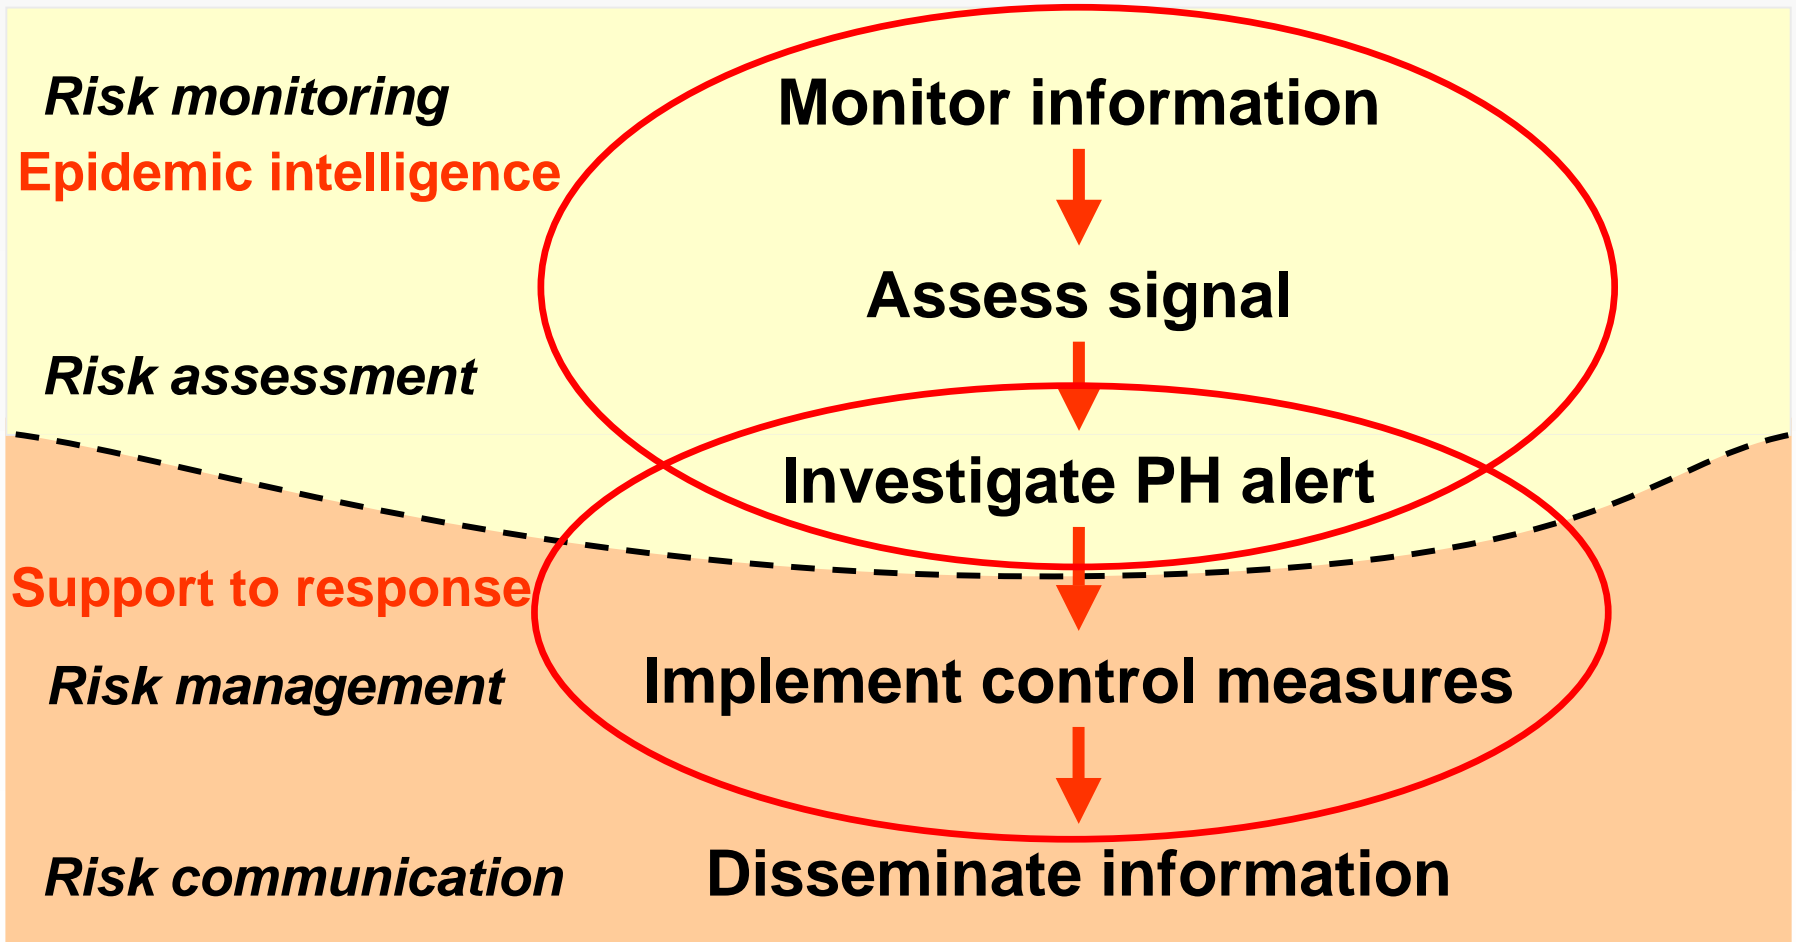 Risk monitoring
Monitor information
Epidemic intelligence
Assess signal
Risk assessment
Investigate PH alert
Support to response
Risk management
Implement control measures
Risk communication
Disseminate information